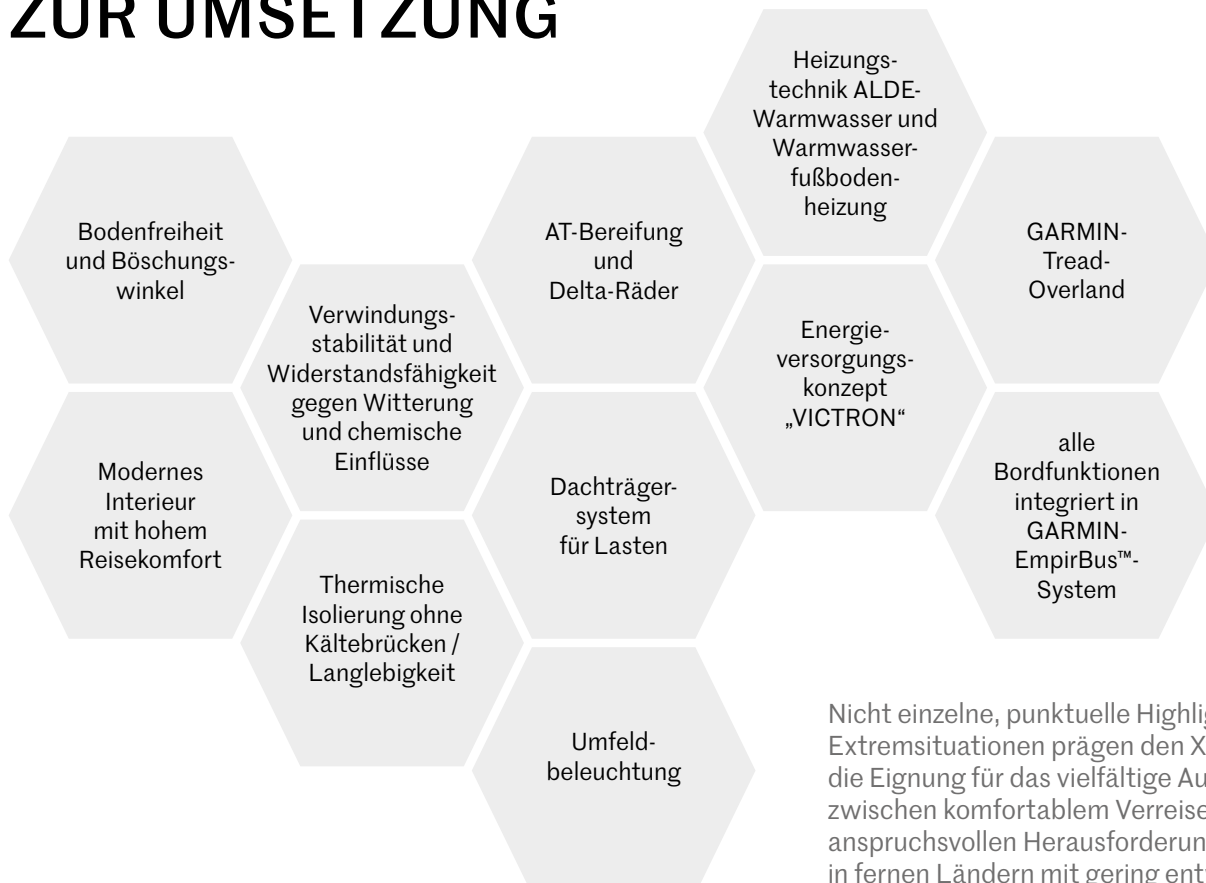 ZUR UMSETZUNG
Heizungs-
technik ALDE-
Warmwasser und
Warmwasser-
fußboden-
heizung
Bodenfreiheit
und Böschungs-
winkel
AT-Bereifung
und
Delta-Räder
GARMIN-
Tread-
Overland
Verwindungs-
stabilität und
Widerstandsfähigkeit
gegen Witterung
und chemische
Einflüsse
Energie-
versorgungs-
konzept
„VICTRON“
Modernes
Interieur
mit hohem
Reisekomfort
Dachträger-
system
für Lasten
alle
Bordfunktionen
integriert in
GARMIN-
EmpirBus™-
System
Thermische
Isolierung ohne
Kältebrücken /
Langlebigkeit
Umfeld-
beleuchtung
Nicht einzelne, punktuelle
Extremsituationen prägen den
die Eignung für das vielfältige
zwischen komfortablem
anspruchsvollen
in fernen Ländern mit gering